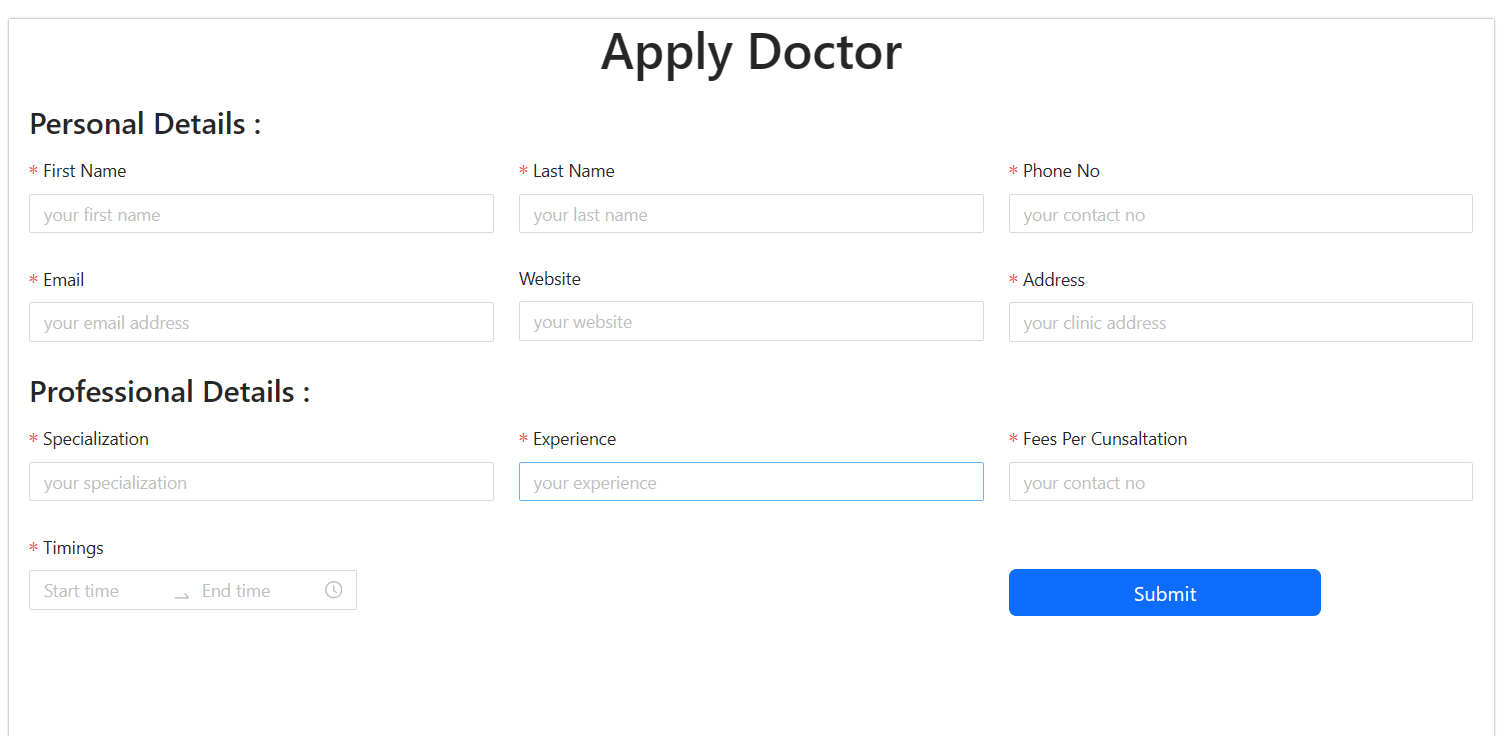 Apply Doctor
Personal Details :
* First Name
* Last Name
* Phone No
your first name
your last name
your contact no
* Email
Website
* Address
your email address
your website
your clinic address
Professional Details :
* Specialization
* Experience
* Fees Per Cunsaltation
your specialization
your experience
your contact no
* Timings
Start time
End time
Submit